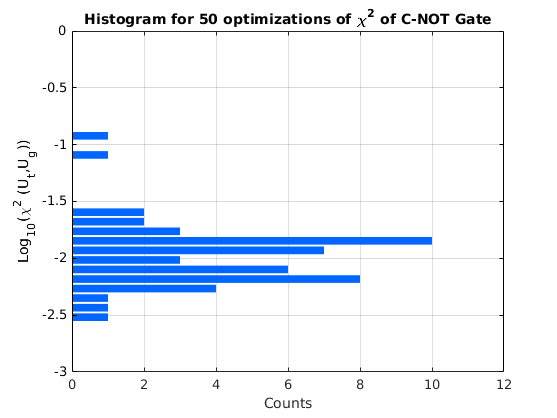 Histogram for 50 optimizations of χ² of C-NOT Gate
Log₁₀(χ² (Uₜ,U_g))
0
-0.5
-1
-1.5
-2
-2.5
-3
0 2 4 6 8 10 12
Counts